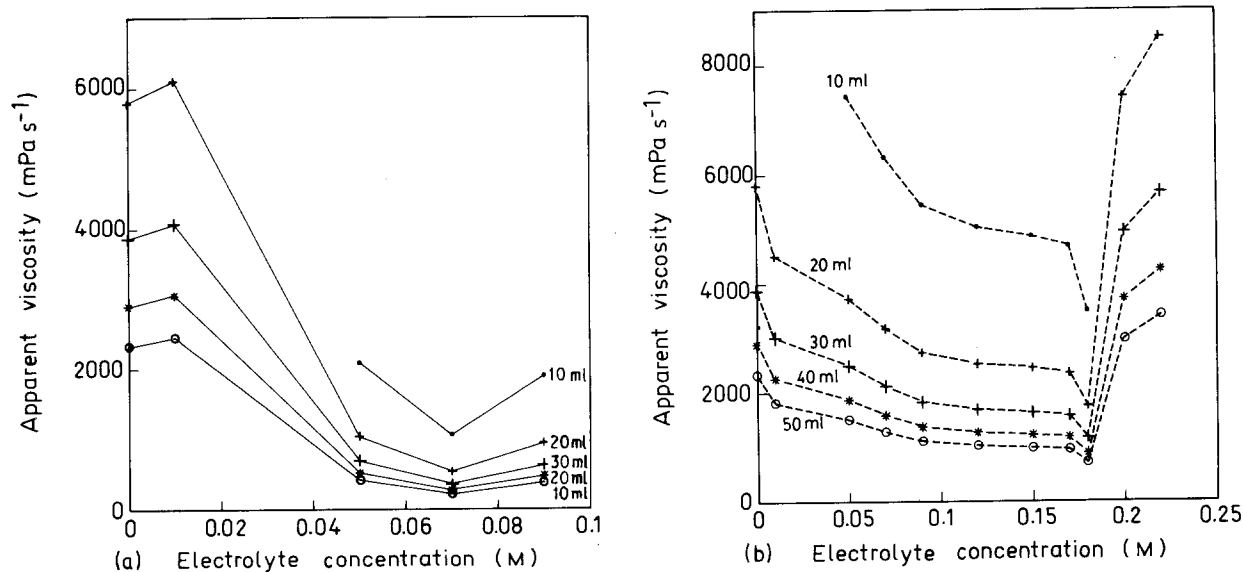 Apparent viscosity (mPa s⁻¹)
6000
4000
2000
0
0
0.02
0.04
0.06
0.08
0.1
10 ml
20 ml
30 ml
20 ml
10 ml
(a) Electrolyte concentration (M)
Apparent viscosity (mPa s⁻¹)
8000
6000
4000
2000
0
0
0.05
0.1
0.15
0.2
0.25
10 ml
20 ml
30 ml
40 ml
50 ml
(b) Electrolyte concentration (M)